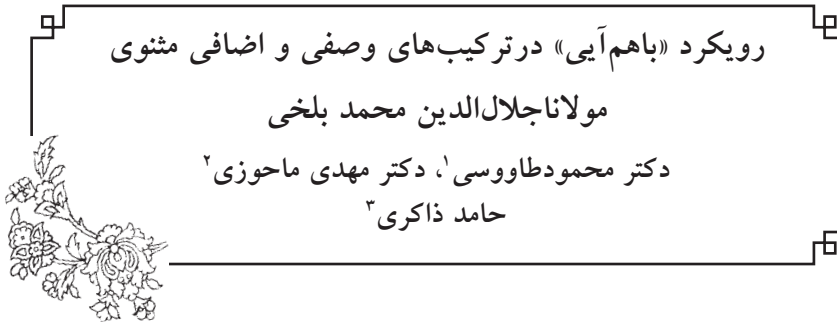 رویکرد «باهم‌آیی» درترکیب‌های وصفی و اضافی مثنوی
مولاناجلال‌الدین محمد بلخی
دکتر محمودطاووسی۱، دکتر مهدی ماحوزی۲
حامد ذاکری۳